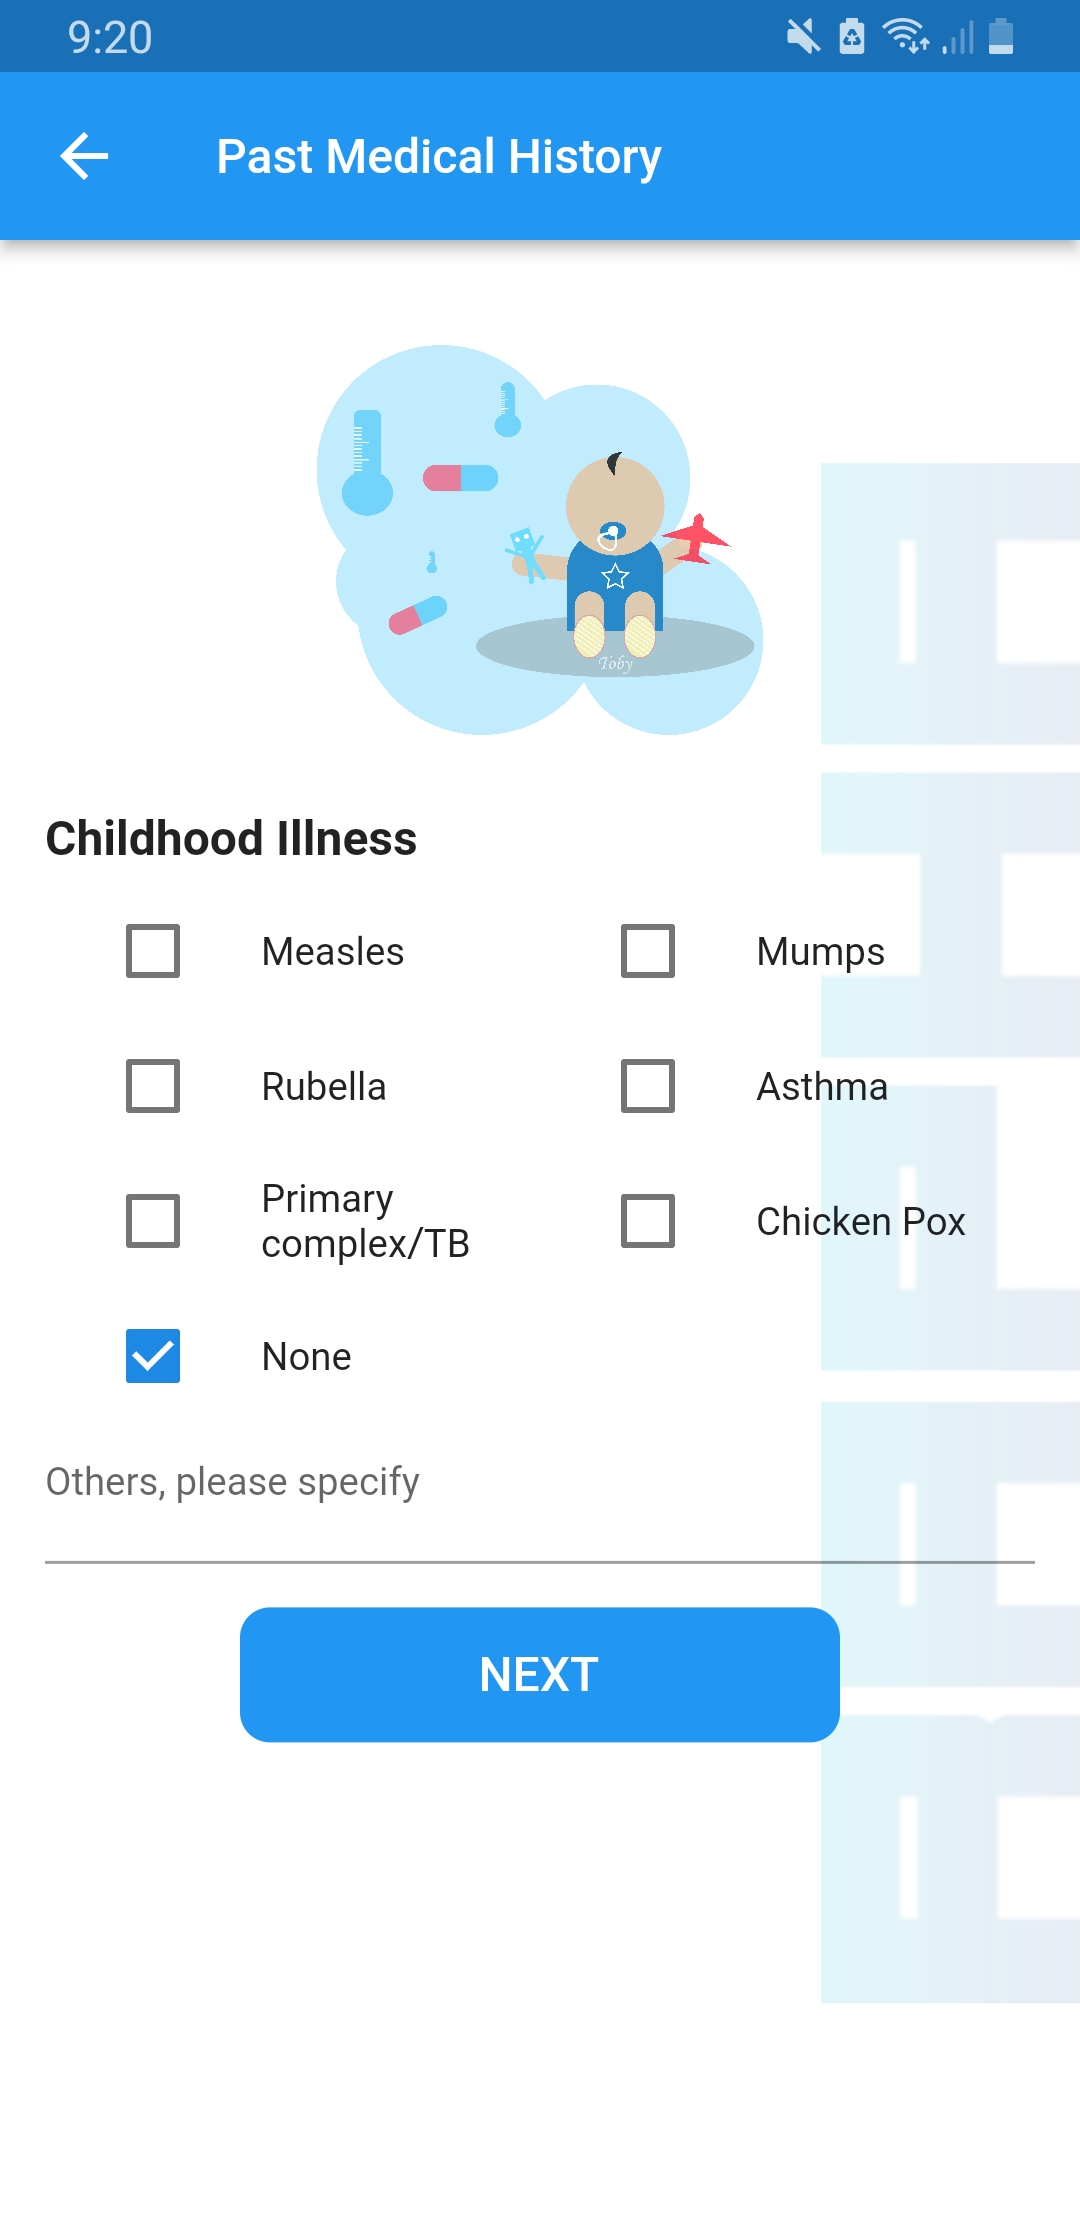 9:20
Past Medical History
Toby
Childhood Illness
Measles
Mumps
Rubella
Asthma
Primary
complex/TB
Chicken Pox
None
Others, please specify
NEXT